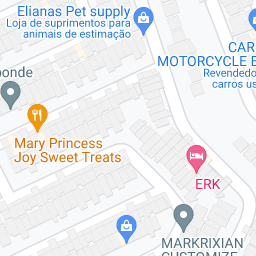 Elianas Pet supply
Loja de suprimentos para
animais de estimação
CAR
MOTORCYCLE E
Revendedo
carros us
onde
Mary Princess
Joy Sweet Treats
ERK
MARKRIXIAN
CUSTOMIZE